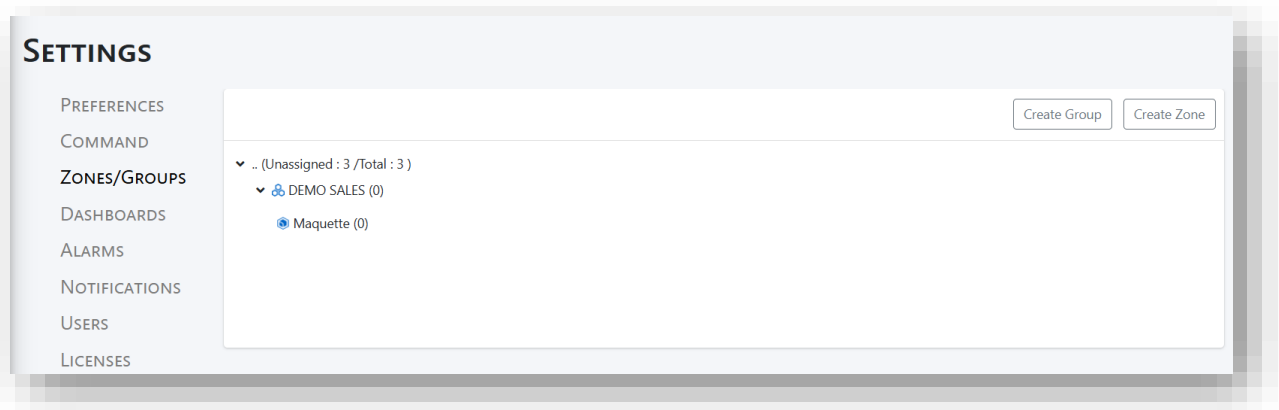 Settings
Preferences
Command
Zones/Groups
Dashboards
Alarms
Notifications
Users
Licenses
Create Group
Create Zone
.. (Unassigned : 3 /Total : 3 )
DEMO SALES (0)
Maquette (0)